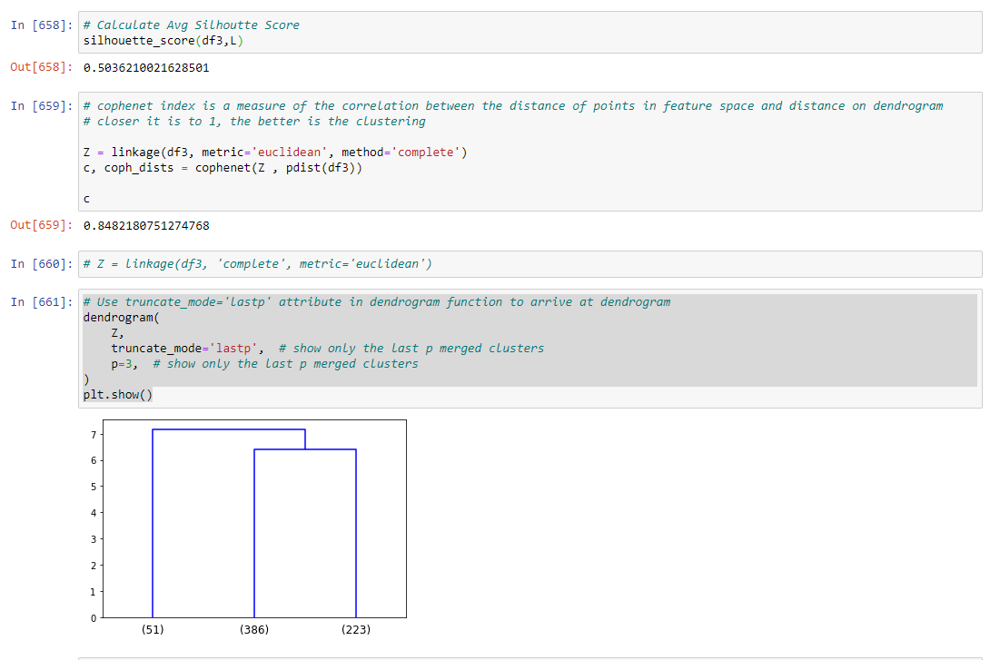 In [658]: # Calculate Avg Silhoutte Score
silhouette_score(df3,L)
Out[658]: 0.5036210021628501
In [659]: # cophenet index is a measure of the correlation between the distance of points in feature space and distance on dendrogram
# closer it is to 1, the better is the clustering
Z = linkage(df3, metric='euclidean', method='complete')
c, coph_dists = cophenet(Z , pdist(df3))
c
Out[659]: 0.8482180751274768
In [660]: # Z = linkage(df3, 'complete', metric='euclidean')
In [661]: # Use truncate_mode='lastp' attribute in dendrogram function to arrive at dendrogram
dendrogram(
Z,
truncate_mode='lastp',  # show only the last p merged clusters
p=3,  # show only the last p merged clusters
)
plt.show()
7
6
5
4
3
2
1
0
(51) (386) (223)